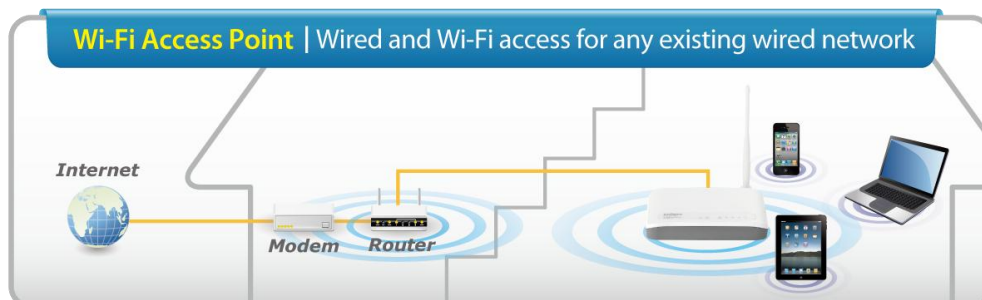 Wi-Fi Access Point | Wired and Wi-Fi access for any existing wired network
Internet
Modem
Router